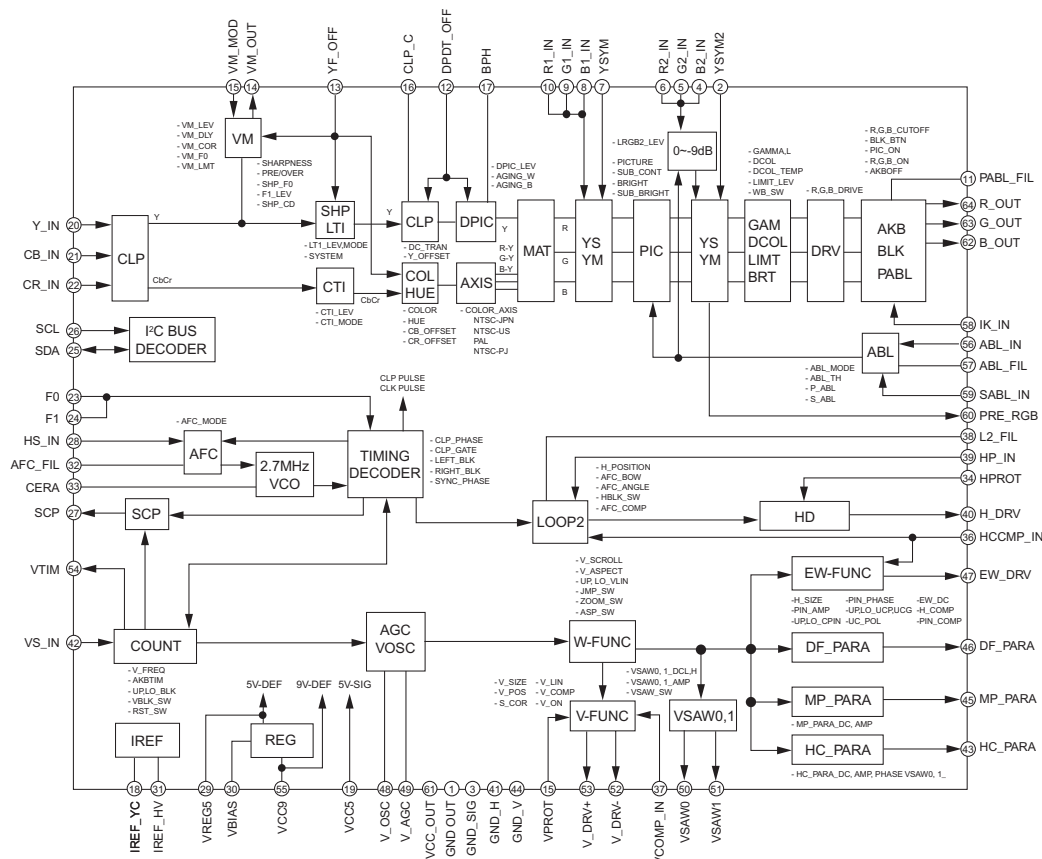 VM_MOD
VM_OUT
YF_OFF
CLP_C
DPDT_OFF
BPH
R1_IN
G1_IN
B1_IN
YSYM
R2_IN
G2_IN
B2_IN
YSYM2
15 14 13 16 12 17 10 9 8 7 6 5 4 2
- VM_LEV
- VM_DLY
- VM_COR
- VM_F0
- VM_LMT
VM
- SHARPNESS
- PRE/OVER
- SHP_F0
- F1_LEV
- SHP_CD
- DPIC_LEV
- AGING_W
- AGING_B
- LRGB2_LEV
0~-9dB
- PICTURE
- SUB_CONT
- BRIGHT
- SUB_BRIGHT
- GAMMA,L
- DCOL
- DCOL_TEMP
- LIMIT_LEV
- WB_SW
- R,G,B_DRIVE
- R,G,B_CUTOFF
- BLK_BTN
- PIC_ON
- R,G,B_ON
- AKBOFF
11 PABL_FIL
64 R_OUT
63 G_OUT
62 B_OUT
Y_IN 20
CB_IN 21
CR_IN 22
CLP
Y
CbCr
SHP
LTI
- LT1_LEV,MODE
- SYSTEM
Y
CLP
- DC_TRAN
- Y_OFFSET
DPIC
Y
R-Y
G-Y
B-Y
CTI
- CTI_LEV
- CTI_MODE
CbCr
COL
HUE
- COLOR
- HUE
- CB_OFFSET
- CR_OFFSET
AXIS
- COLOR_AXIS
NTSC-JPN
NTSC-US
PAL
NTSC-PJ
MAT
R
G
B
YS
YM
PIC
YS
YM
GAM
DCOL
LIMT
BRT
DRV
AKB
BLK
PABL
SCL 26
SDA 25
I²C BUS
DECODER
58 IK_IN
56 ABL_IN
57 ABL_FIL
59 SABL_IN
60 PRE_RGB
ABL
- ABL_MODE
- ABL_TH
- P_ABL
- S_ABL
F0 23
F1 24
HS_IN 28
AFC_FIL 32
CERA 33
SCP 27
CLP PULSE
CLK PULSE
- AFC_MODE
AFC
2.7MHz
VCO
TIMING
DECODER
- CLP_PHASE
- CLP_GATE
- LEFT_BLK
- RIGHT_BLK
- SYNC_PHASE
SCP
38 L2_FIL
39 HP_IN
34 HPROT
40 H_DRV
36 HCCMP_IN
- H_POSITION
- AFC_BOW
- AFC_ANGLE
- HBLK_SW
- AFC_COMP
LOOP2
HD
VTIM 54
VS_IN 42
COUNT
- V_FREQ
- AKBTIM
- UP,LO_BLK
- VBLK_SW
- RST_SW
AGC
VOSC
- V_SCROLL
- V_ASPECT
- UP, LO_VLIN
- JMP_SW
- ZOOM_SW
- ASP_SW
W-FUNC
EW-FUNC
47 EW_DRV
-H_SIZE -PIN_PHASE -EW_DC
-PIN_AMP -UP,LO_UCP,UCG -H_COMP
-UP,LO_CPIN -UC_POL -PIN_COMP
DF_PARA
46 DF_PARA
MP_PARA
45 MP_PARA
- MP_PARA_DC, AMP
HC_PARA
43 HC_PARA
- HC_PARA_DC, AMP, PHASE VSAW0, 1_
5V-DEF
9V-DEF
5V-SIG
IREF
REG
- V_SIZE - V_LIN
- V_POS - V_COMP
- S_COR - V_ON
V-FUNC
- VSAW0, 1_DCL,H
- VSAW0, 1_AMP
- VSAW_SW
VSAW0,1
18 31 29 30 55 19 48 49 61 1 3 41 44 15 53 52 37 50 51
IREF_YC
IREF_HV
VREG5
VBIAS
VCO9
VCC5
V_OSC
V_AGC
VCC_OUT
GND OUT
GND_SIG
GND_H
GND_V
VPROT
V_DRV+
V_DRV-
VCOMP_IN
VSAW0
VSAW1